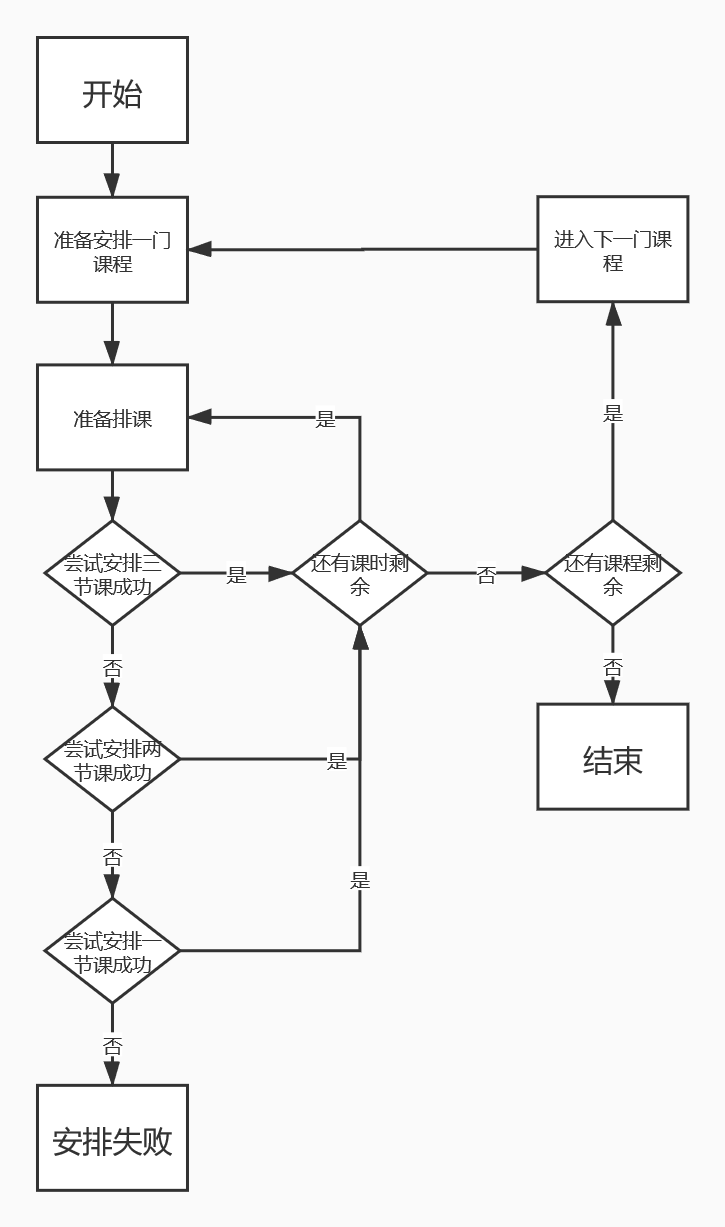 开始
准备安排一门
课程
进入下一门课
程
准备排课
是
是
尝试安排三
节课成功
是
还有课时剩
余
否
还有课程剩
余
否
否
尝试安排两
节课成功
是
结束
否
是
尝试安排一
节课成功
否
安排失败